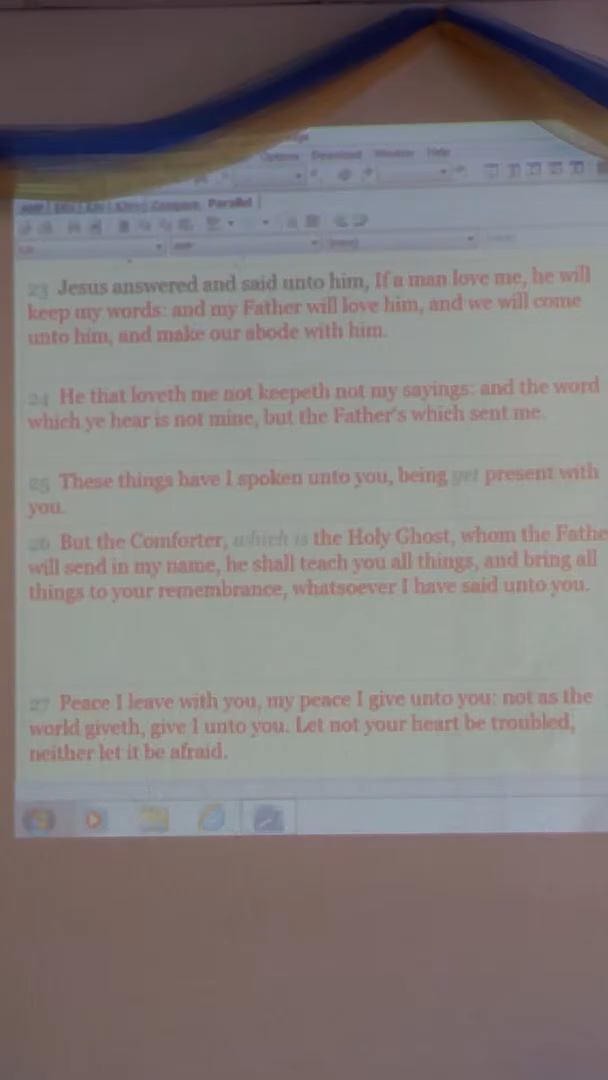 Options Download Window Help
Compare Parallel
23 Jesus answered and said unto him, If a man love me, he will
keep my words: and my Father will love him, and we will come
unto him, and make our abode with him.
24 He that loveth me not keepeth not my sayings: and the word
which ye hear is not mine, but the Father's which sent me.
25 These things have I spoken unto you, being yet present with
you.
26 But the Comforter, which is the Holy Ghost, whom the Fathe
will send in my name, he shall teach you all things, and bring all
things to your remembrance, whatsoever I have said unto you.
27 Peace I leave with you, my peace I give unto you: not as the
world giveth, give I unto you. Let not your heart be troubled,
neither let it be afraid.